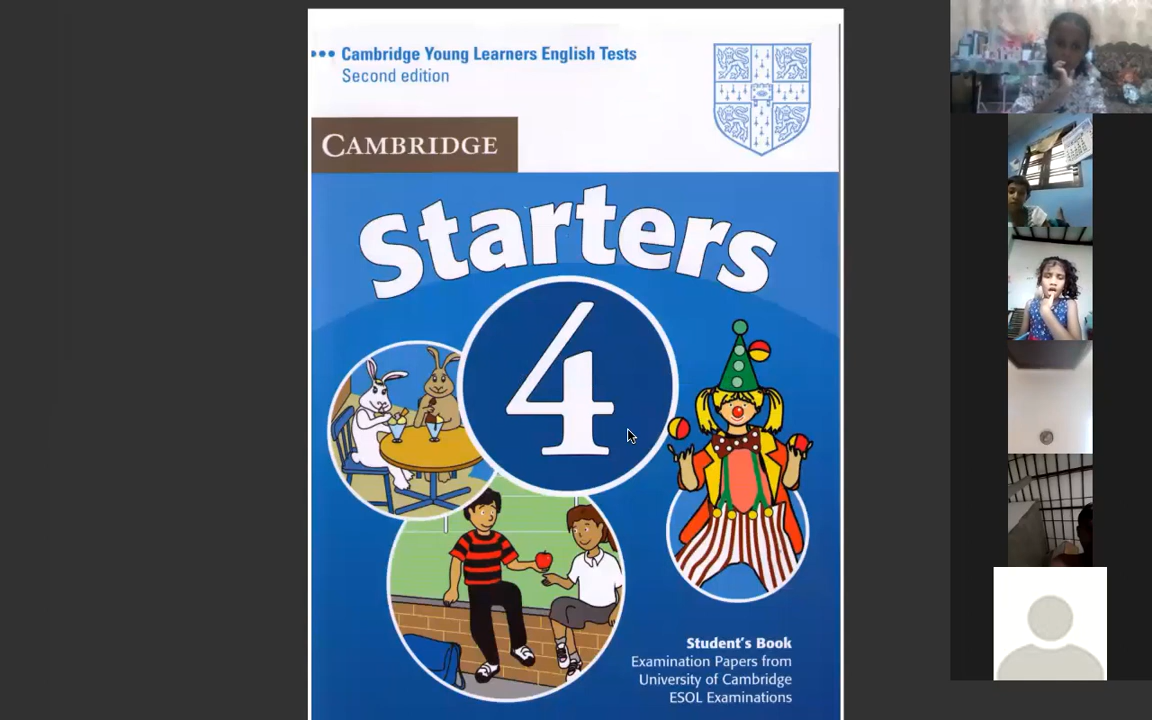 Cambridge Young Learners English Tests
Second edition
CAMBRIDGE
Starters
4
Student's Book
Examination Papers from
University of Cambridge
ESOL Examinations